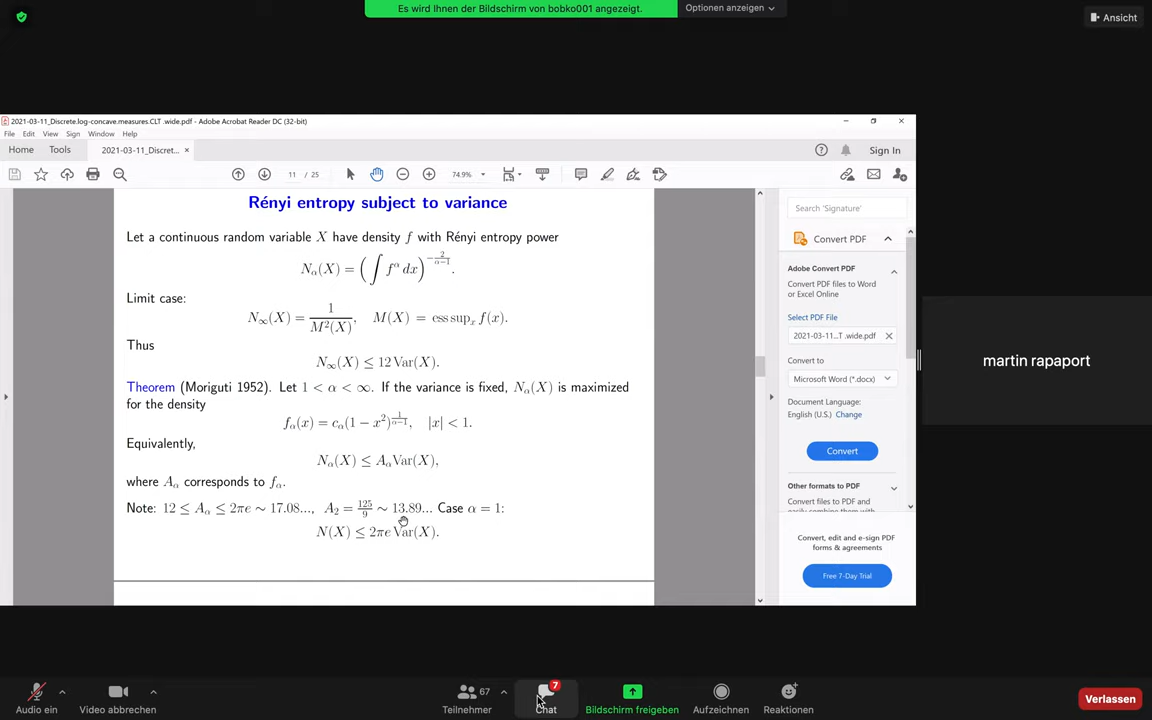 Es wird Ihnen der Bildschirm von bobko001 angezeigt.
Optionen anzeigen
Ansicht
2021-03-11_Discrete.log-concave.measures.CLT .wide.pdf - Adobe Acrobat Reader DC (32-bit)
File Edit View Sign Window Help
Home Tools 2021-03-11_Discret... × Sign In
11 / 25 74.9%
Rényi entropy subject to variance
Let a continuous random variable X have density f with Rényi entropy power
N_α(X) = (∫ f^α dx)^{-2/(α−1)}.
Limit case:
N_∞(X) = 1/M²(X), M(X) = ess sup_x f(x).
Thus
N_∞(X) ≤ 12 Var(X).
Theorem (Moriguti 1952). Let 1 < α < ∞. If the variance is fixed, N_α(X) is maximized
for the density
f_α(x) = c_α(1 − x²)^{1/(α−1)}, |x| < 1.
Equivalently,
N_α(X) ≤ A_αVar(X),
where A_α corresponds to f_α.
Note: 12 ≤ A_α ≤ 2πe ∼ 17.08..., A_2 = 125/9 ∼ 13.89... Case α = 1:
N(X) ≤ 2πe Var(X).
Search 'Signature'
Convert PDF
Adobe Convert PDF
Convert PDF files to Word
or Excel Online
Select PDF File
2021-03-11...T .wide.pdf ×
Convert to
Microsoft Word (*.docx)
Document Language:
English (U.S.) Change
Convert
Other formats to PDF
Convert files to PDF and
Convert, edit and e-sign PDF
forms & agreements
Free 7-Day Trial
martin rapaport
Audio ein
Video abbrechen
67
Teilnehmer
7
Chat
Bildschirm freigeben
Aufzeichnen
Reaktionen
Verlassen